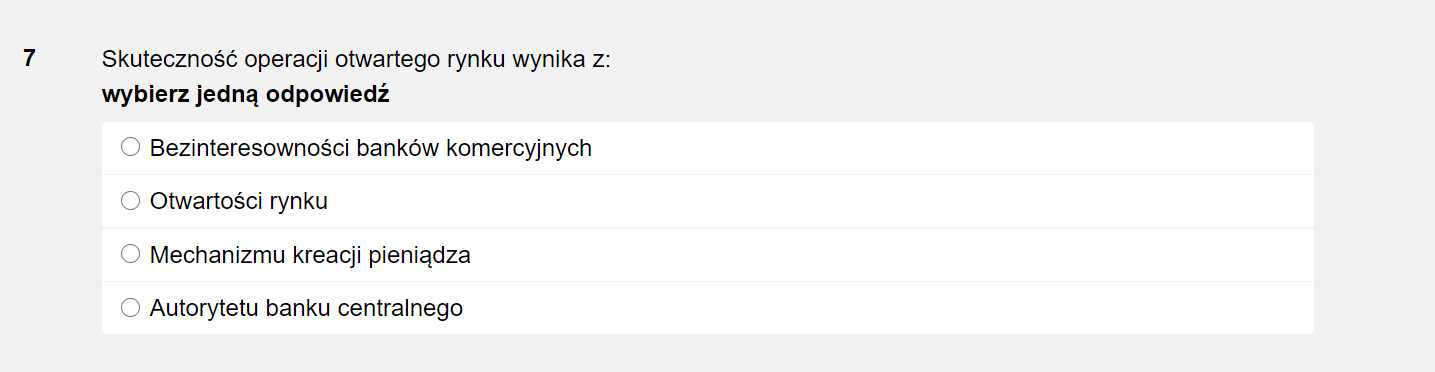 7 Skuteczność operacji otwartego rynku wynika z:
wybierz jedną odpowiedź
Bezinteresowności banków komercyjnych
Otwartości rynku
Mechanizmu kreacji pieniądza
Autorytetu banku centralnego